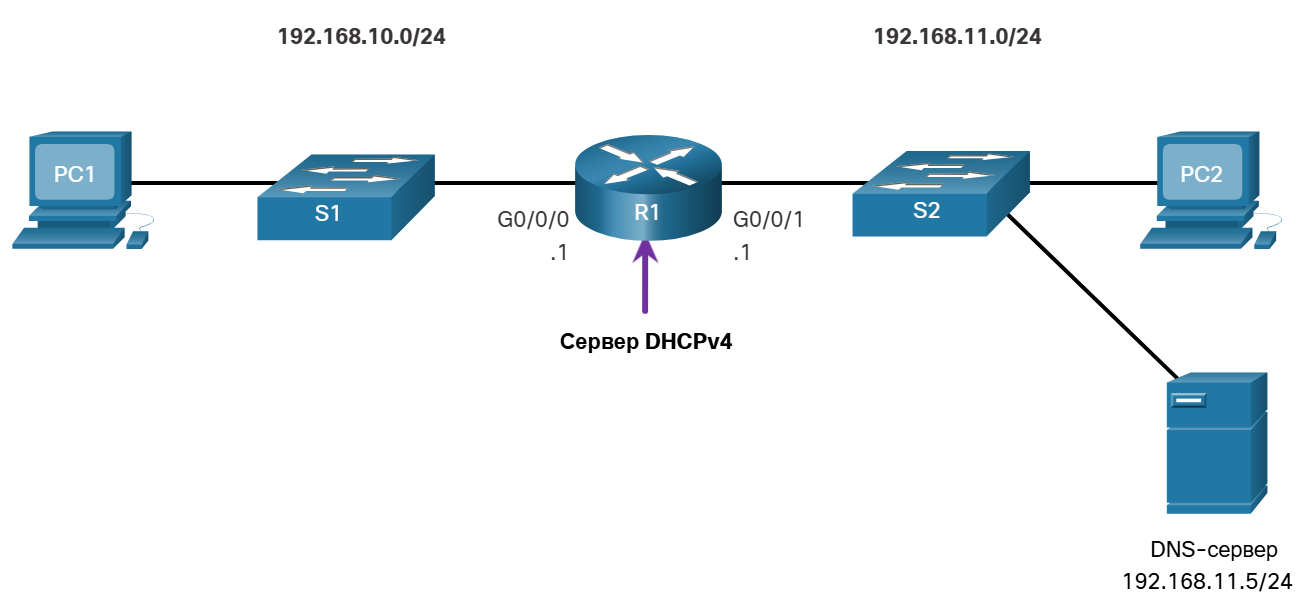 192.168.10.0/24
192.168.11.0/24
PC1
S1
R1
S2
PC2
G0/0/0
.1
G0/0/1
.1
Сервер DHCPv4
DNS-сервер
192.168.11.5/24